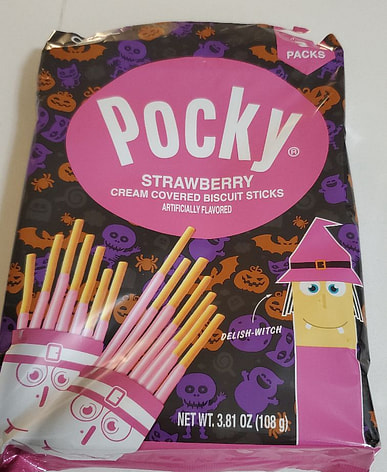 PACKS
Pocky®
STRAWBERRY
CREAM COVERED BISCUIT STICKS
ARTIFICIALLY FLAVORED
DELISH-WITCH
NET WT. 3.81 OZ (108 g)